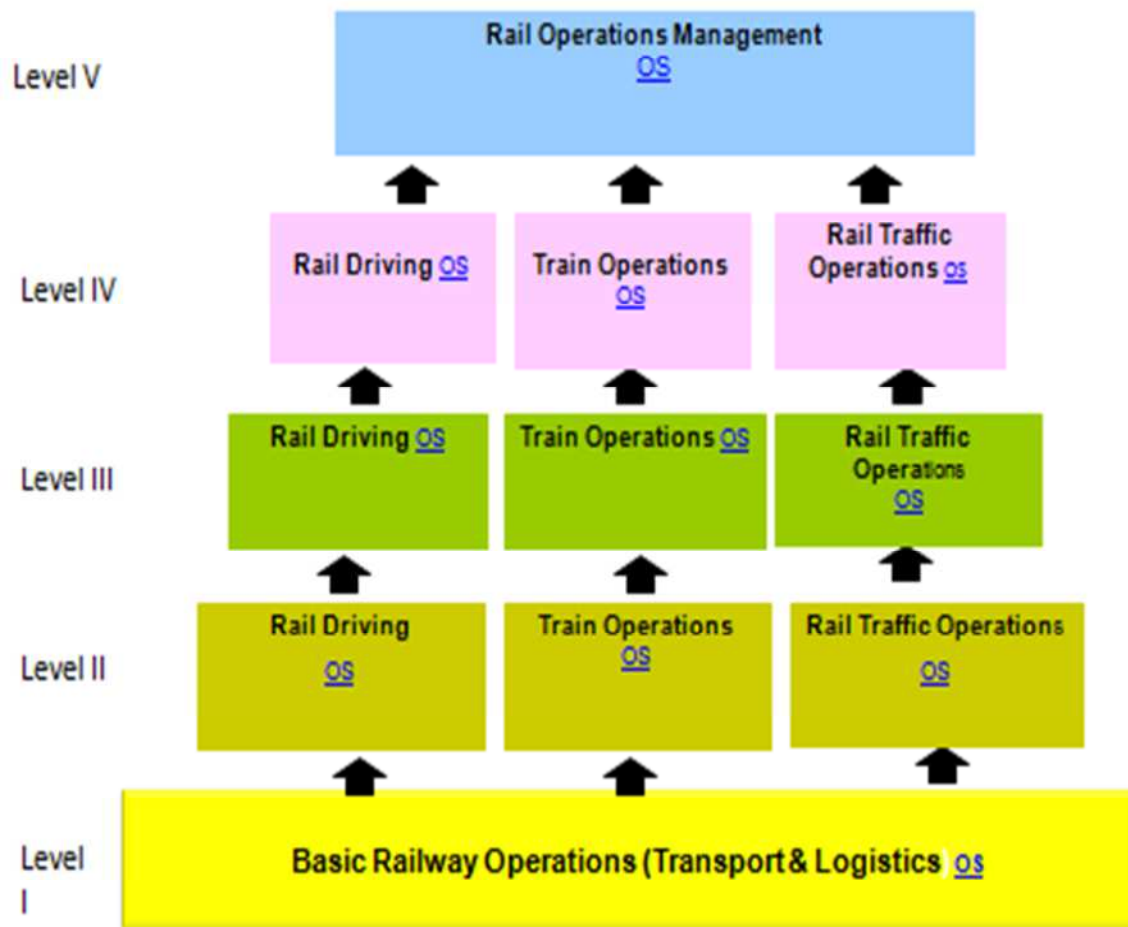 Level V
Rail Operations Management
OS
Level IV
Rail Driving OS
Train Operations
OS
Rail Traffic
Operations OS
Level III
Rail Driving OS
Train Operations OS
Rail Traffic
Operations
OS
Level II
Rail Driving
OS
Train Operations
OS
Rail Traffic Operations
OS
Level
I
Basic Railway Operations (Transport & Logistics) OS